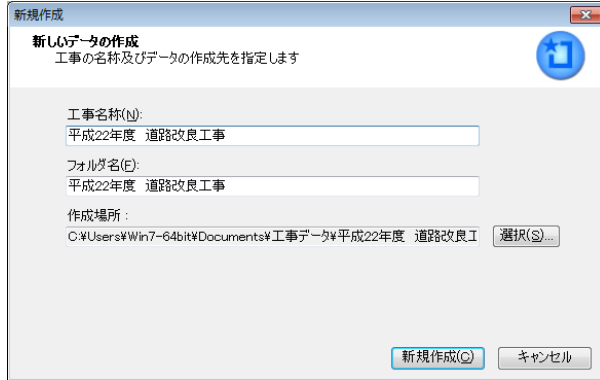 新規作成
新しいデータの作成
工事の名称及びデータの作成先を指定します
工事名称(N):
平成22年度　道路改良工事
フォルダ名(F):
平成22年度　道路改良工事
作成場所 :
C:¥Users¥Win7-64bit¥Documents¥工事データ¥平成22年度　道路改良工
選択(S)...
新規作成(C)
キャンセル